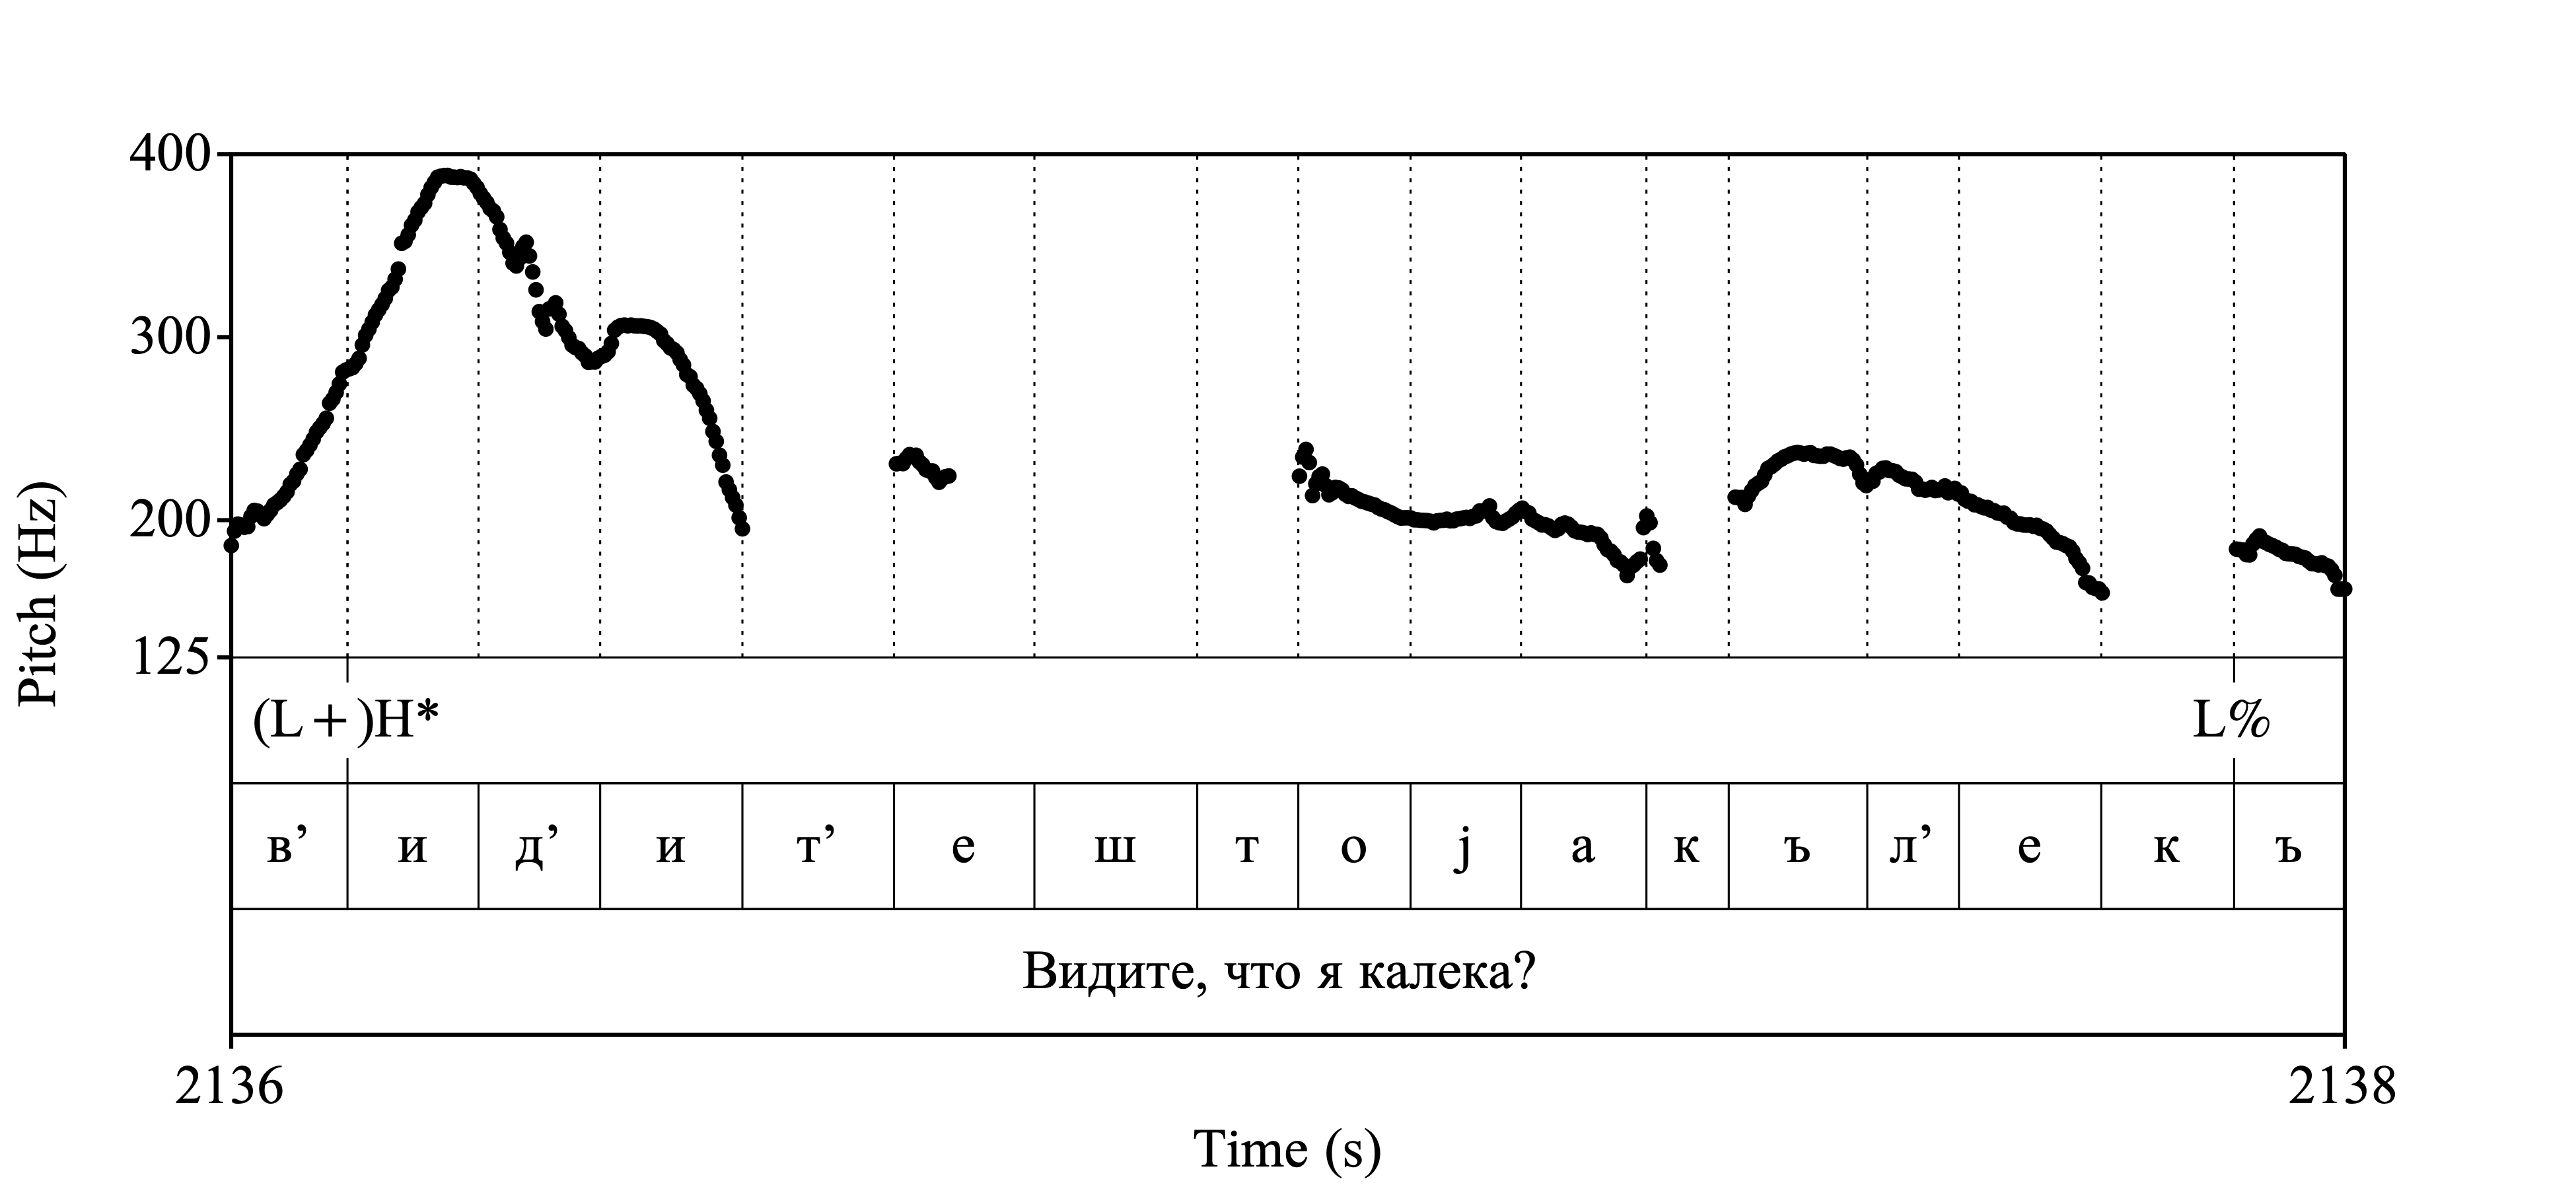 400
300
200
125
Pitch (Hz)
(L+)H* L%
в’ и д’ и т’ е ш т о ј а к ъ л’ е к ъ
Видите, что я калека?
2136 2138
Time (s)